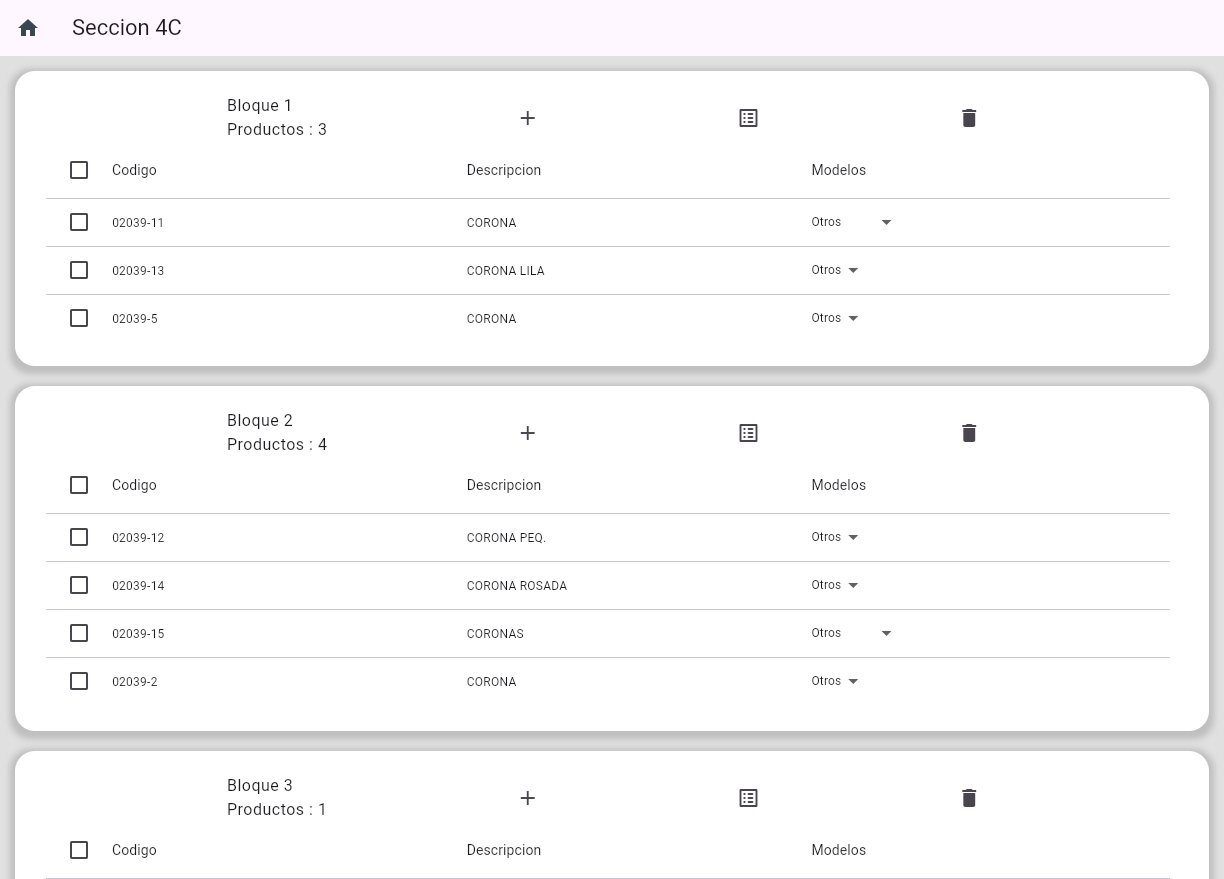 Seccion 4C
Bloque 1
Productos : 3
Codigo Descripcion Modelos
02039-11 CORONA Otros
02039-13 CORONA LILA Otros
02039-5 CORONA Otros
Bloque 2
Productos : 4
Codigo Descripcion Modelos
02039-12 CORONA PEQ. Otros
02039-14 CORONA ROSADA Otros
02039-15 CORONAS Otros
02039-2 CORONA Otros
Bloque 3
Productos : 1
Codigo Descripcion Modelos